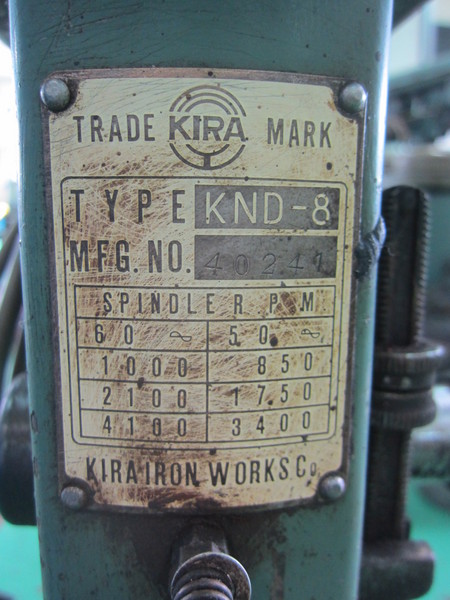 TRADE KIRA MARK
TYPE KND-8
MFG. NO. 40241
SPINDLE R P M
60 ∾ 50 ∾
1000 850
2100 1750
4100 3400
KIRA IRON WORKS Co.